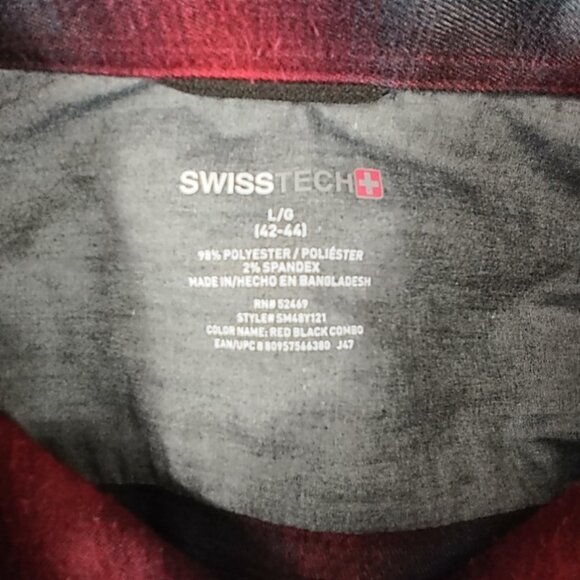 SWISSTECH
L/G
(42-44)
98% POLYESTER / POLIÉSTER
2% SPANDEX
MADE IN/HECHO EN BANGLADESH
RN# 52469
STYLE# SM48Y121
COLOR NAME: RED BLACK COMBO
EAN/UPC 8 80957566380 J47